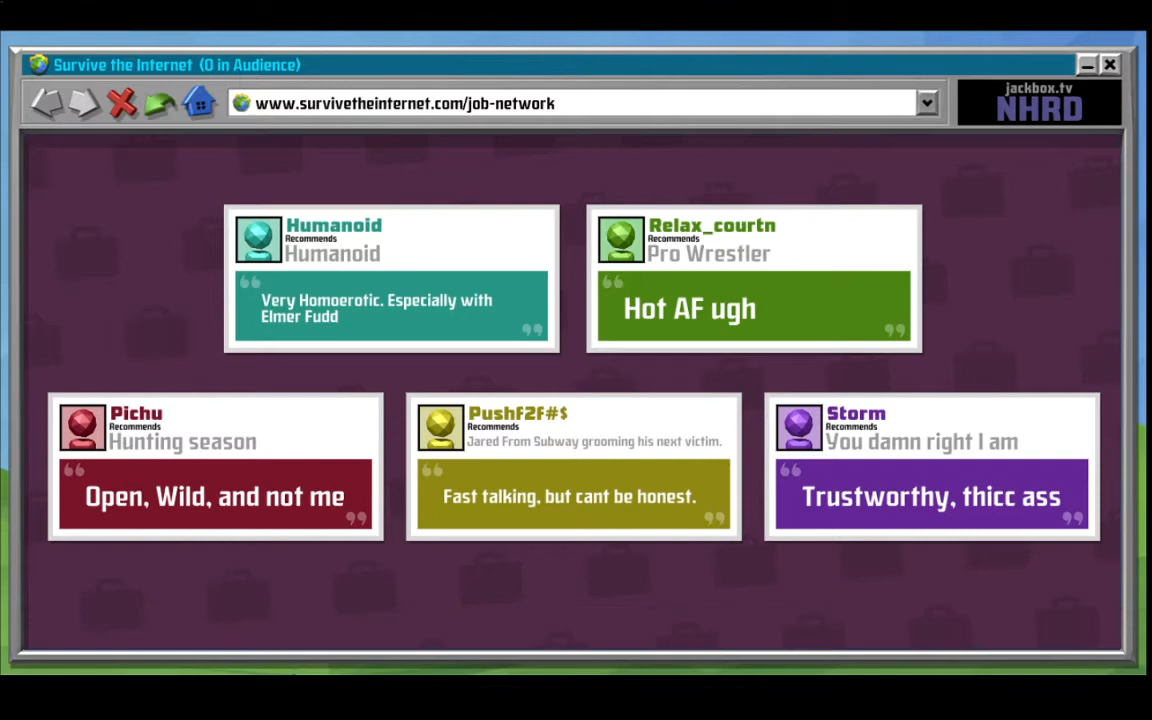 Survive the Internet (0 in Audience)
www.survivetheinternet.com/job-network
jackbox.tv
NHRD
Humanoid
Recommends
Humanoid
Very Homoerotic. Especially with
Elmer Fudd
Relax_courtn
Recommends
Pro Wrestler
Hot AF ugh
Pichu
Recommends
Hunting season
Open, Wild, and not me
Pushf2f#$
Recommends
Jared From Subway grooming his next victim.
Fast talking, but cant be honest.
Storm
Recommends
You damn right I am
Trustworthy, thicc ass